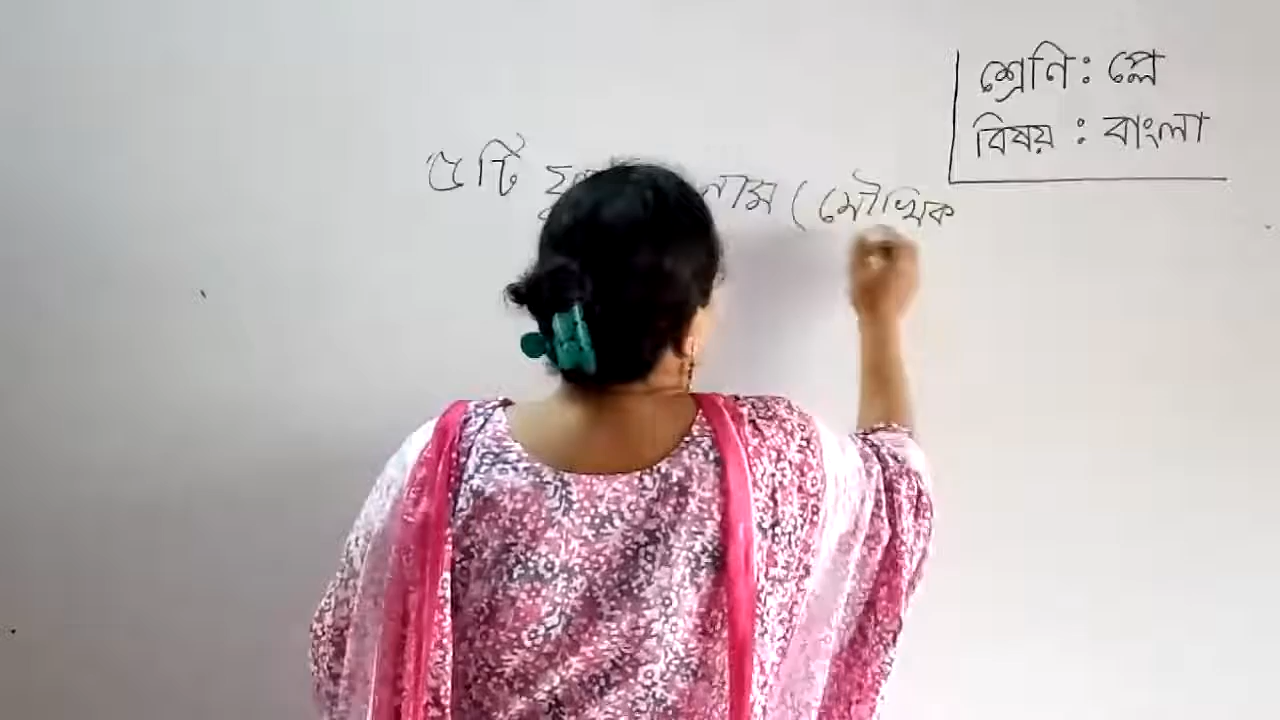 শ্রেণি : প্লে
বিষয় : বাংলা
৫টি নাম ( মৌখিক